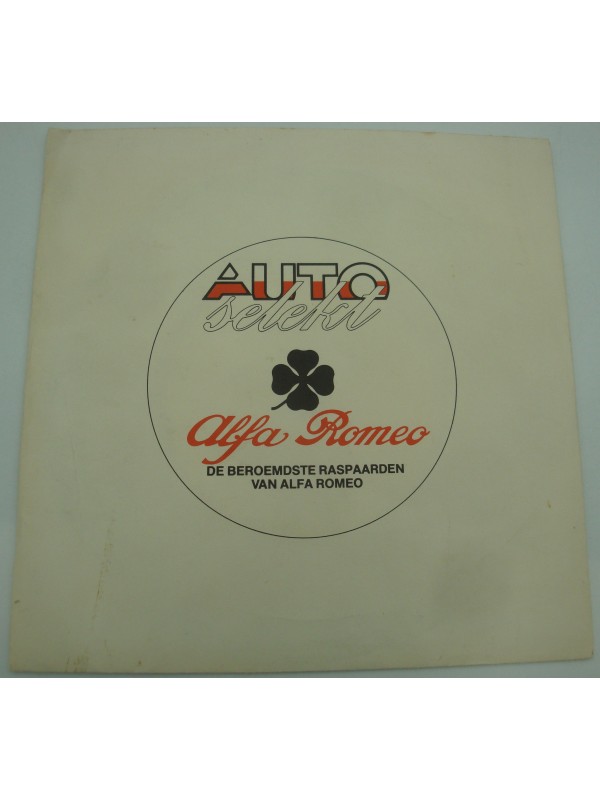 AUTO
selekt
Alfa Romeo
DE BEROEMDSTE RASPAARDEN
VAN ALFA ROMEO